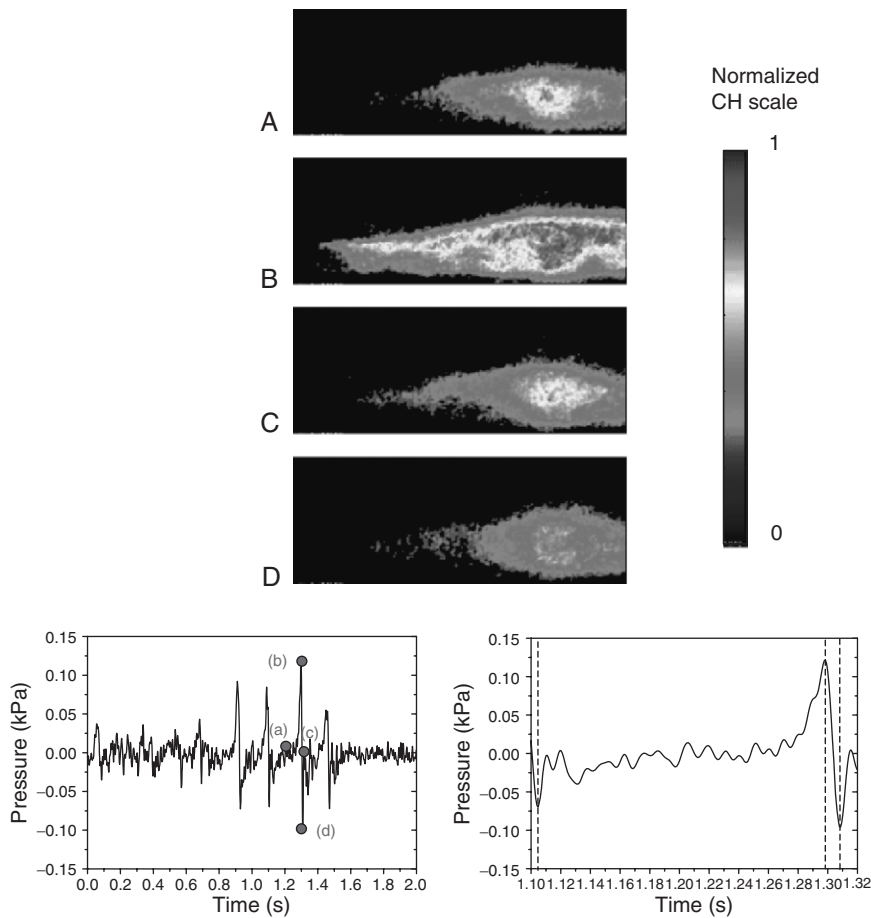 Normalized
CH scale
1
0
A
B
C
D
0.15
0.10
0.05
0.00
−0.05
−0.10
−0.15
Pressure (kPa)
(b)
(a)
(c)
(d)
0.0 0.2 0.4 0.6 0.8 1.0 1.2 1.4 1.6 1.8 2.0
Time (s)
0.15
0.10
0.05
0.00
−0.05
−0.10
−0.15
Pressure (kPa)
1.10 1.12 1.14 1.16 1.18 1.20 1.22 1.24 1.26 1.28 1.30 1.32
Time (s)